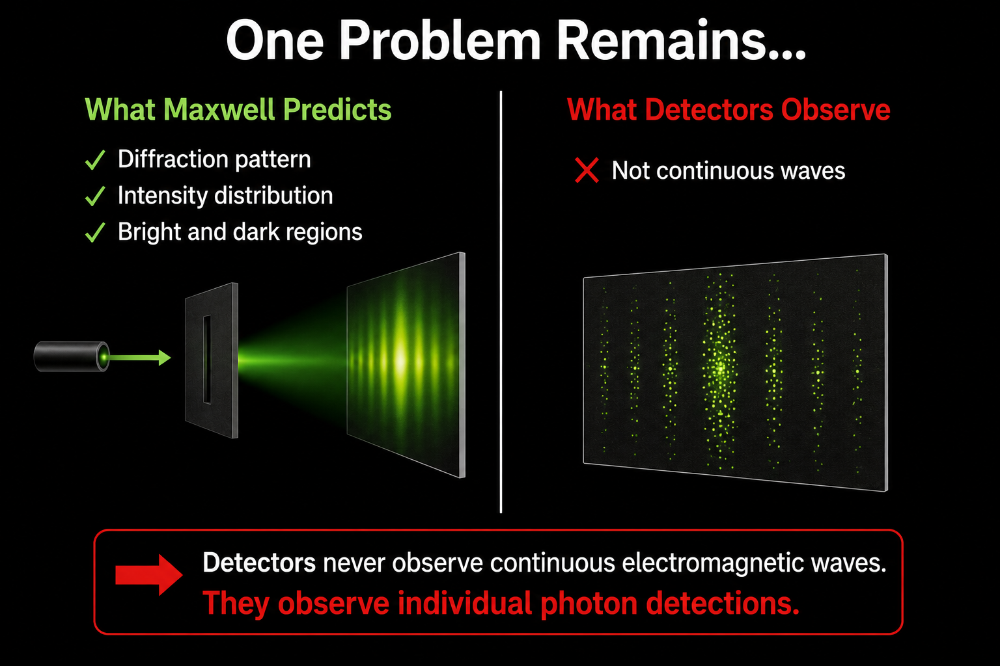 One Problem Remains...
What Maxwell Predicts
Diffraction pattern
Intensity distribution
Bright and dark regions
What Detectors Observe
Not continuous waves
Detectors never observe continuous electromagnetic waves.
They observe individual photon detections.